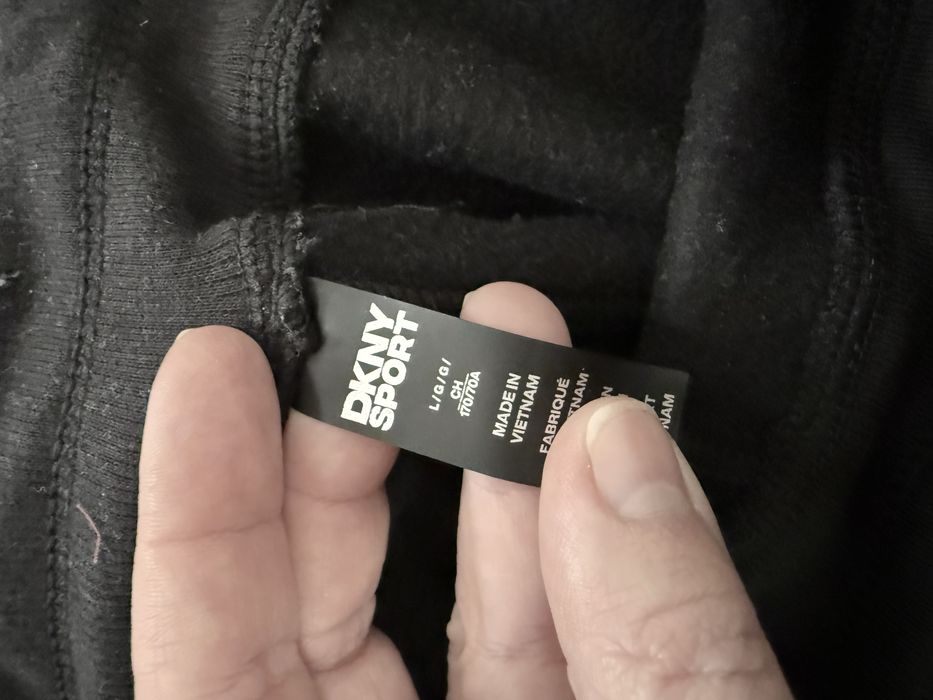 DKNY
SPORT
L/G/G/
CH
170/70A
MADE IN
VIETNAM
FABRIQUÉ